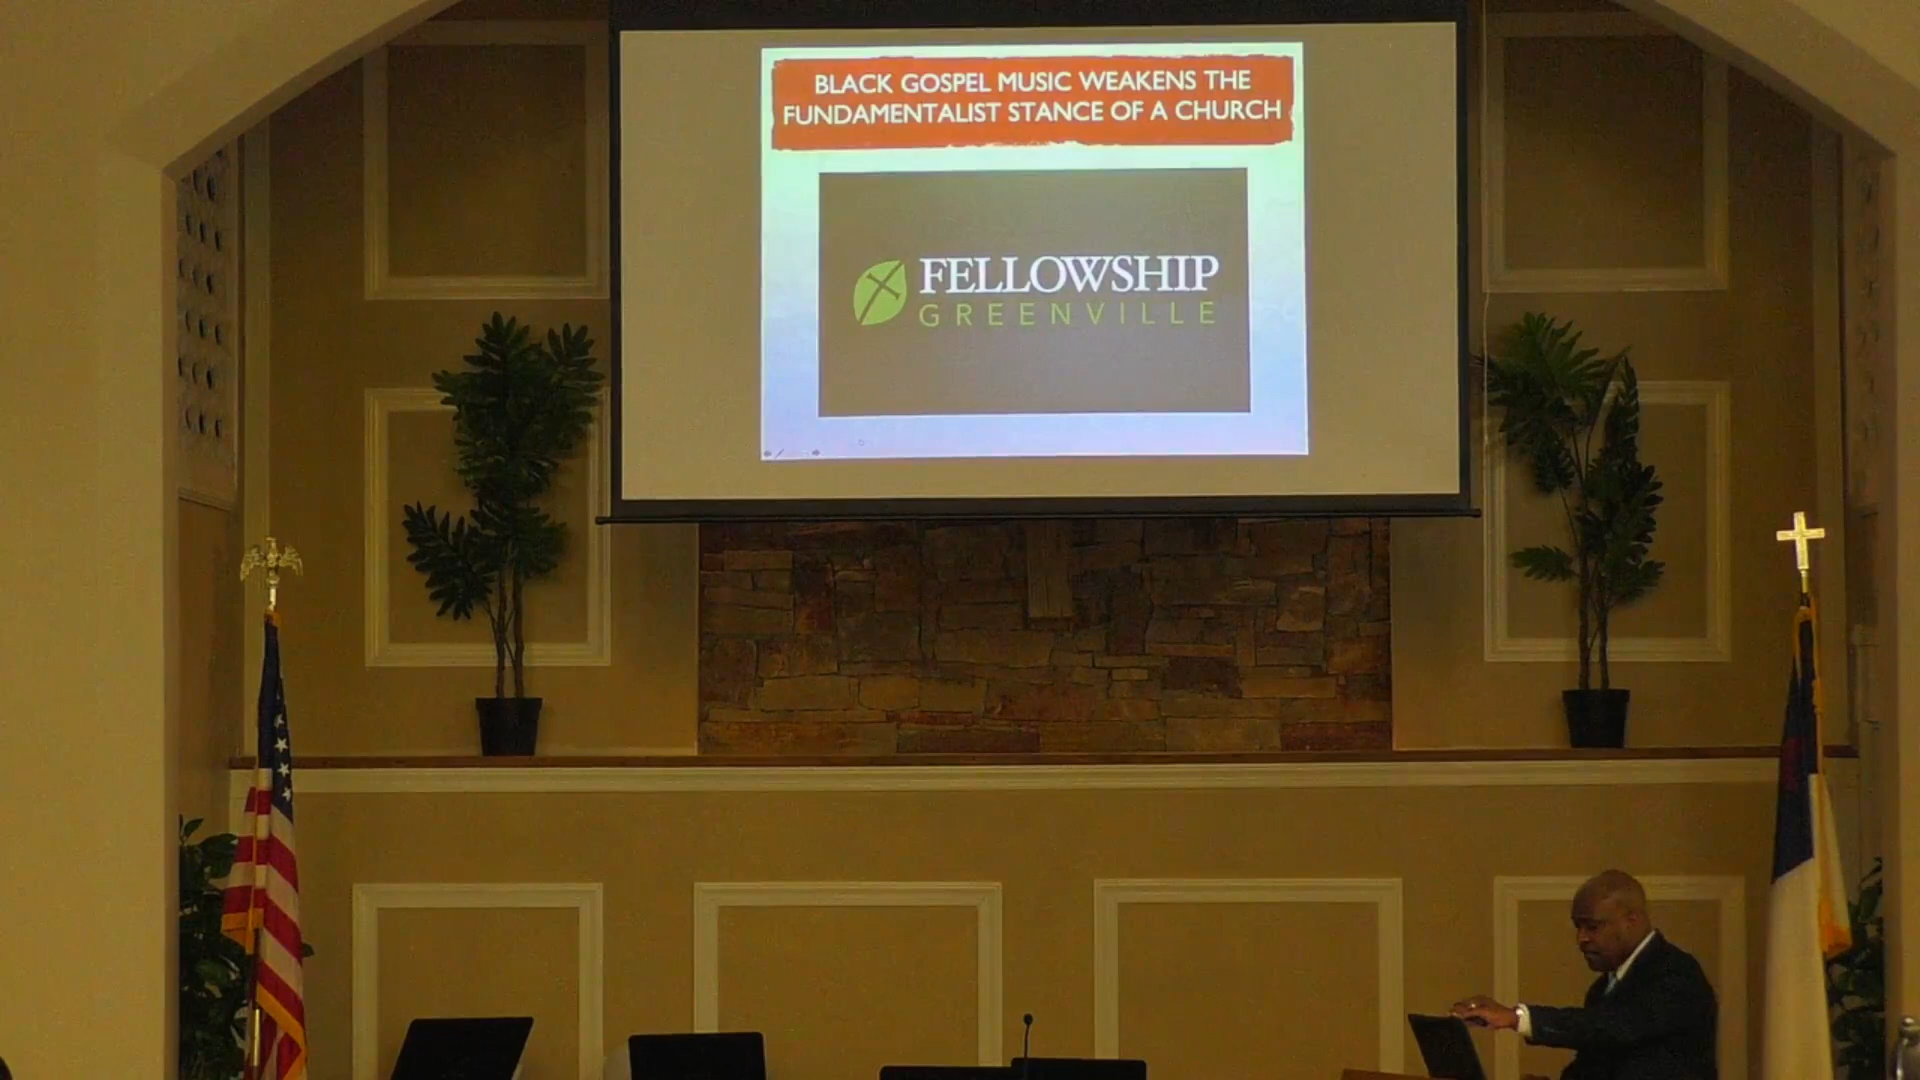 BLACK GOSPEL MUSIC WEAKENS THE
FUNDAMENTALIST STANCE OF A CHURCH
FELLOWSHIP
GREENVILLE